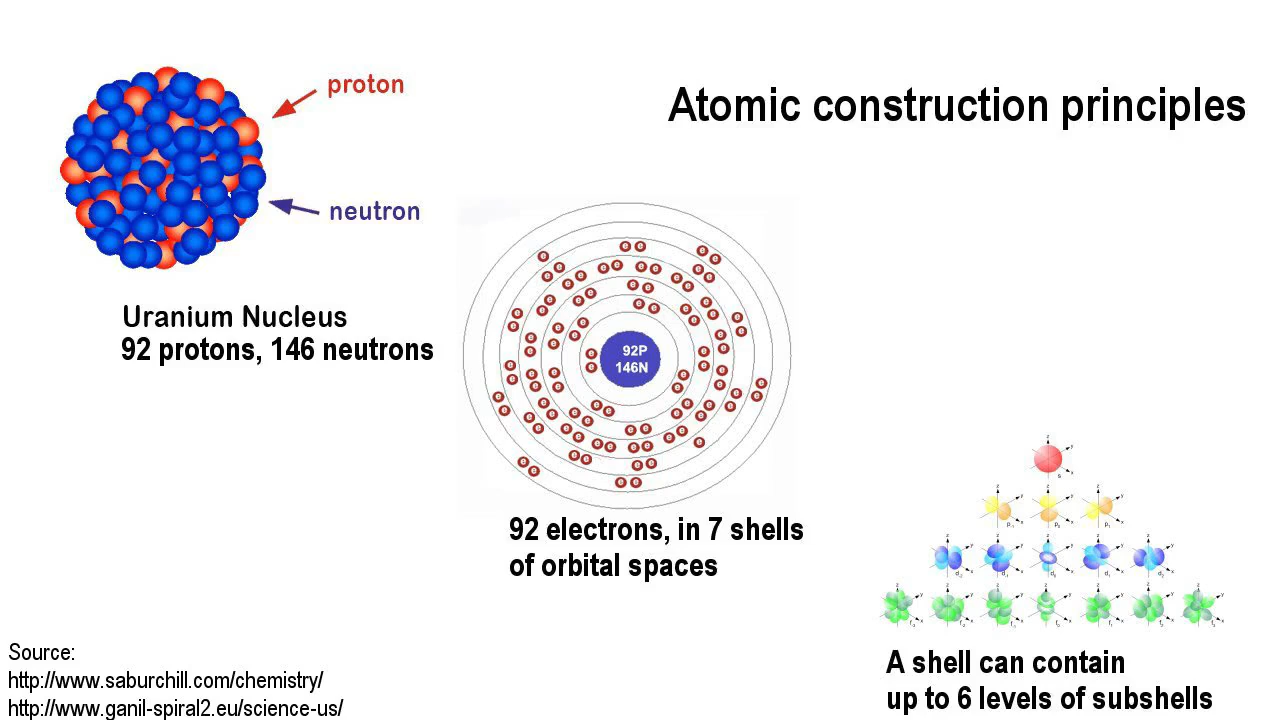 Atomic construction principles
proton
neutron
Uranium Nucleus
92 protons, 146 neutrons
92P
146N
92 electrons, in 7 shells
of orbital spaces
A shell can contain
up to 6 levels of subshells
Source:
http://www.saburchill.com/chemistry/
http://www.ganil-spiral2.eu/science-us/